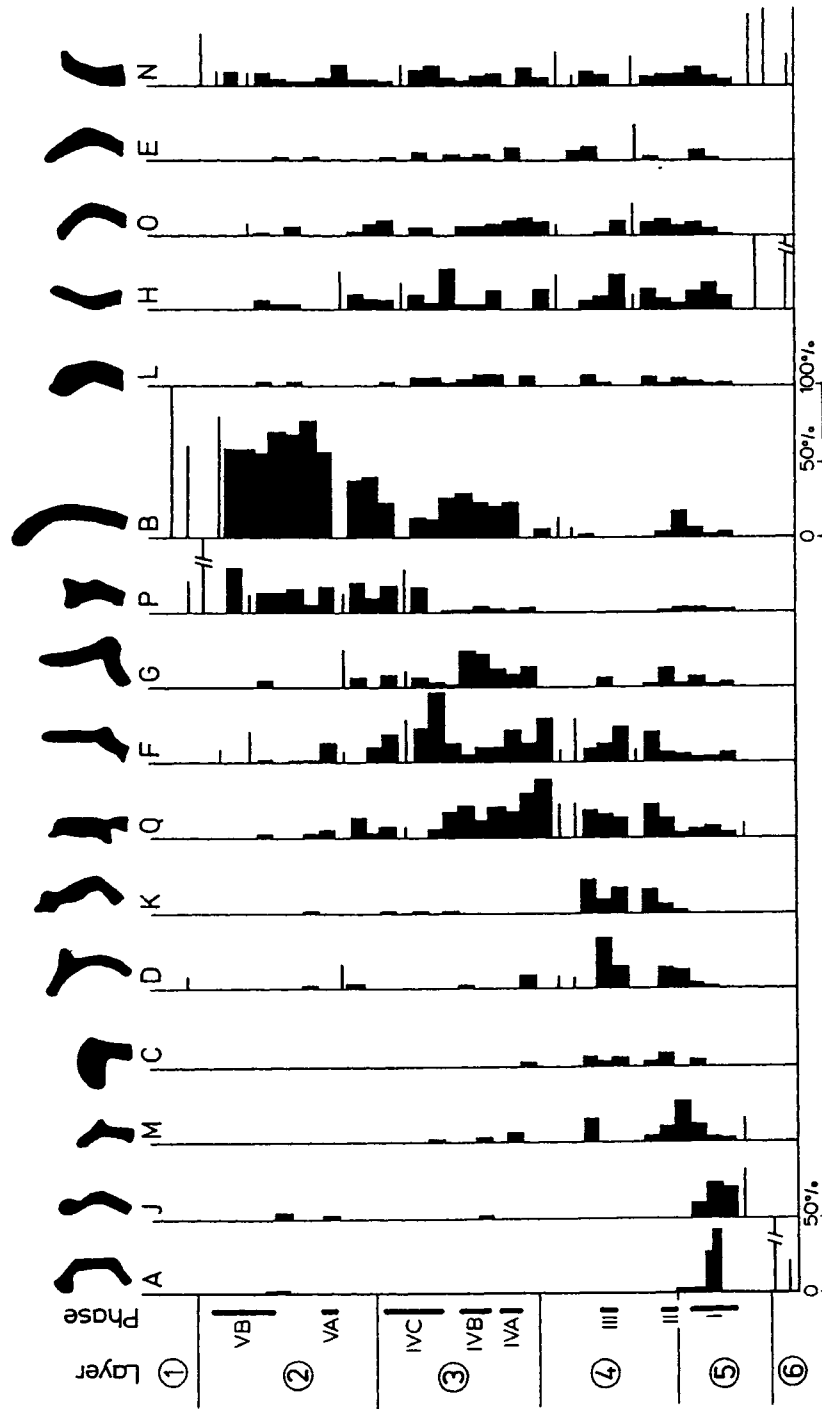 Layer
Phase
A
J
M
C
D
K
Q
F
G
P
B
L
H
O
E
N
①
②
VB
VA
③
IVC
IVB
IVA
④
III
II
⑤
I
⑥
0 50%
0 50% 100%